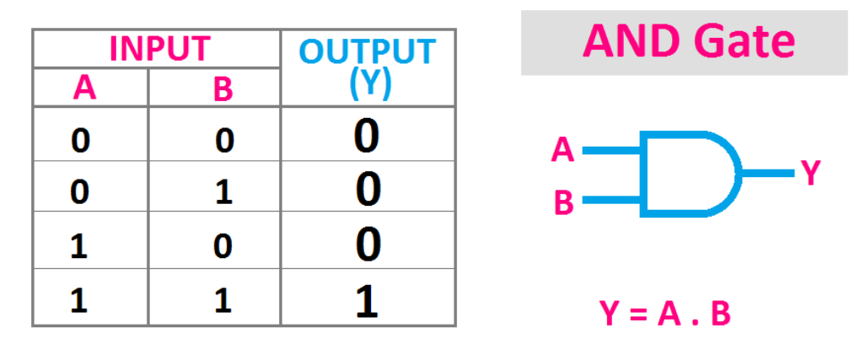 INPUT
OUTPUT
(Y)
A B
0 0 0
0 1 0
1 0 0
1 1 1
AND Gate
A
B
Y
Y = A . B